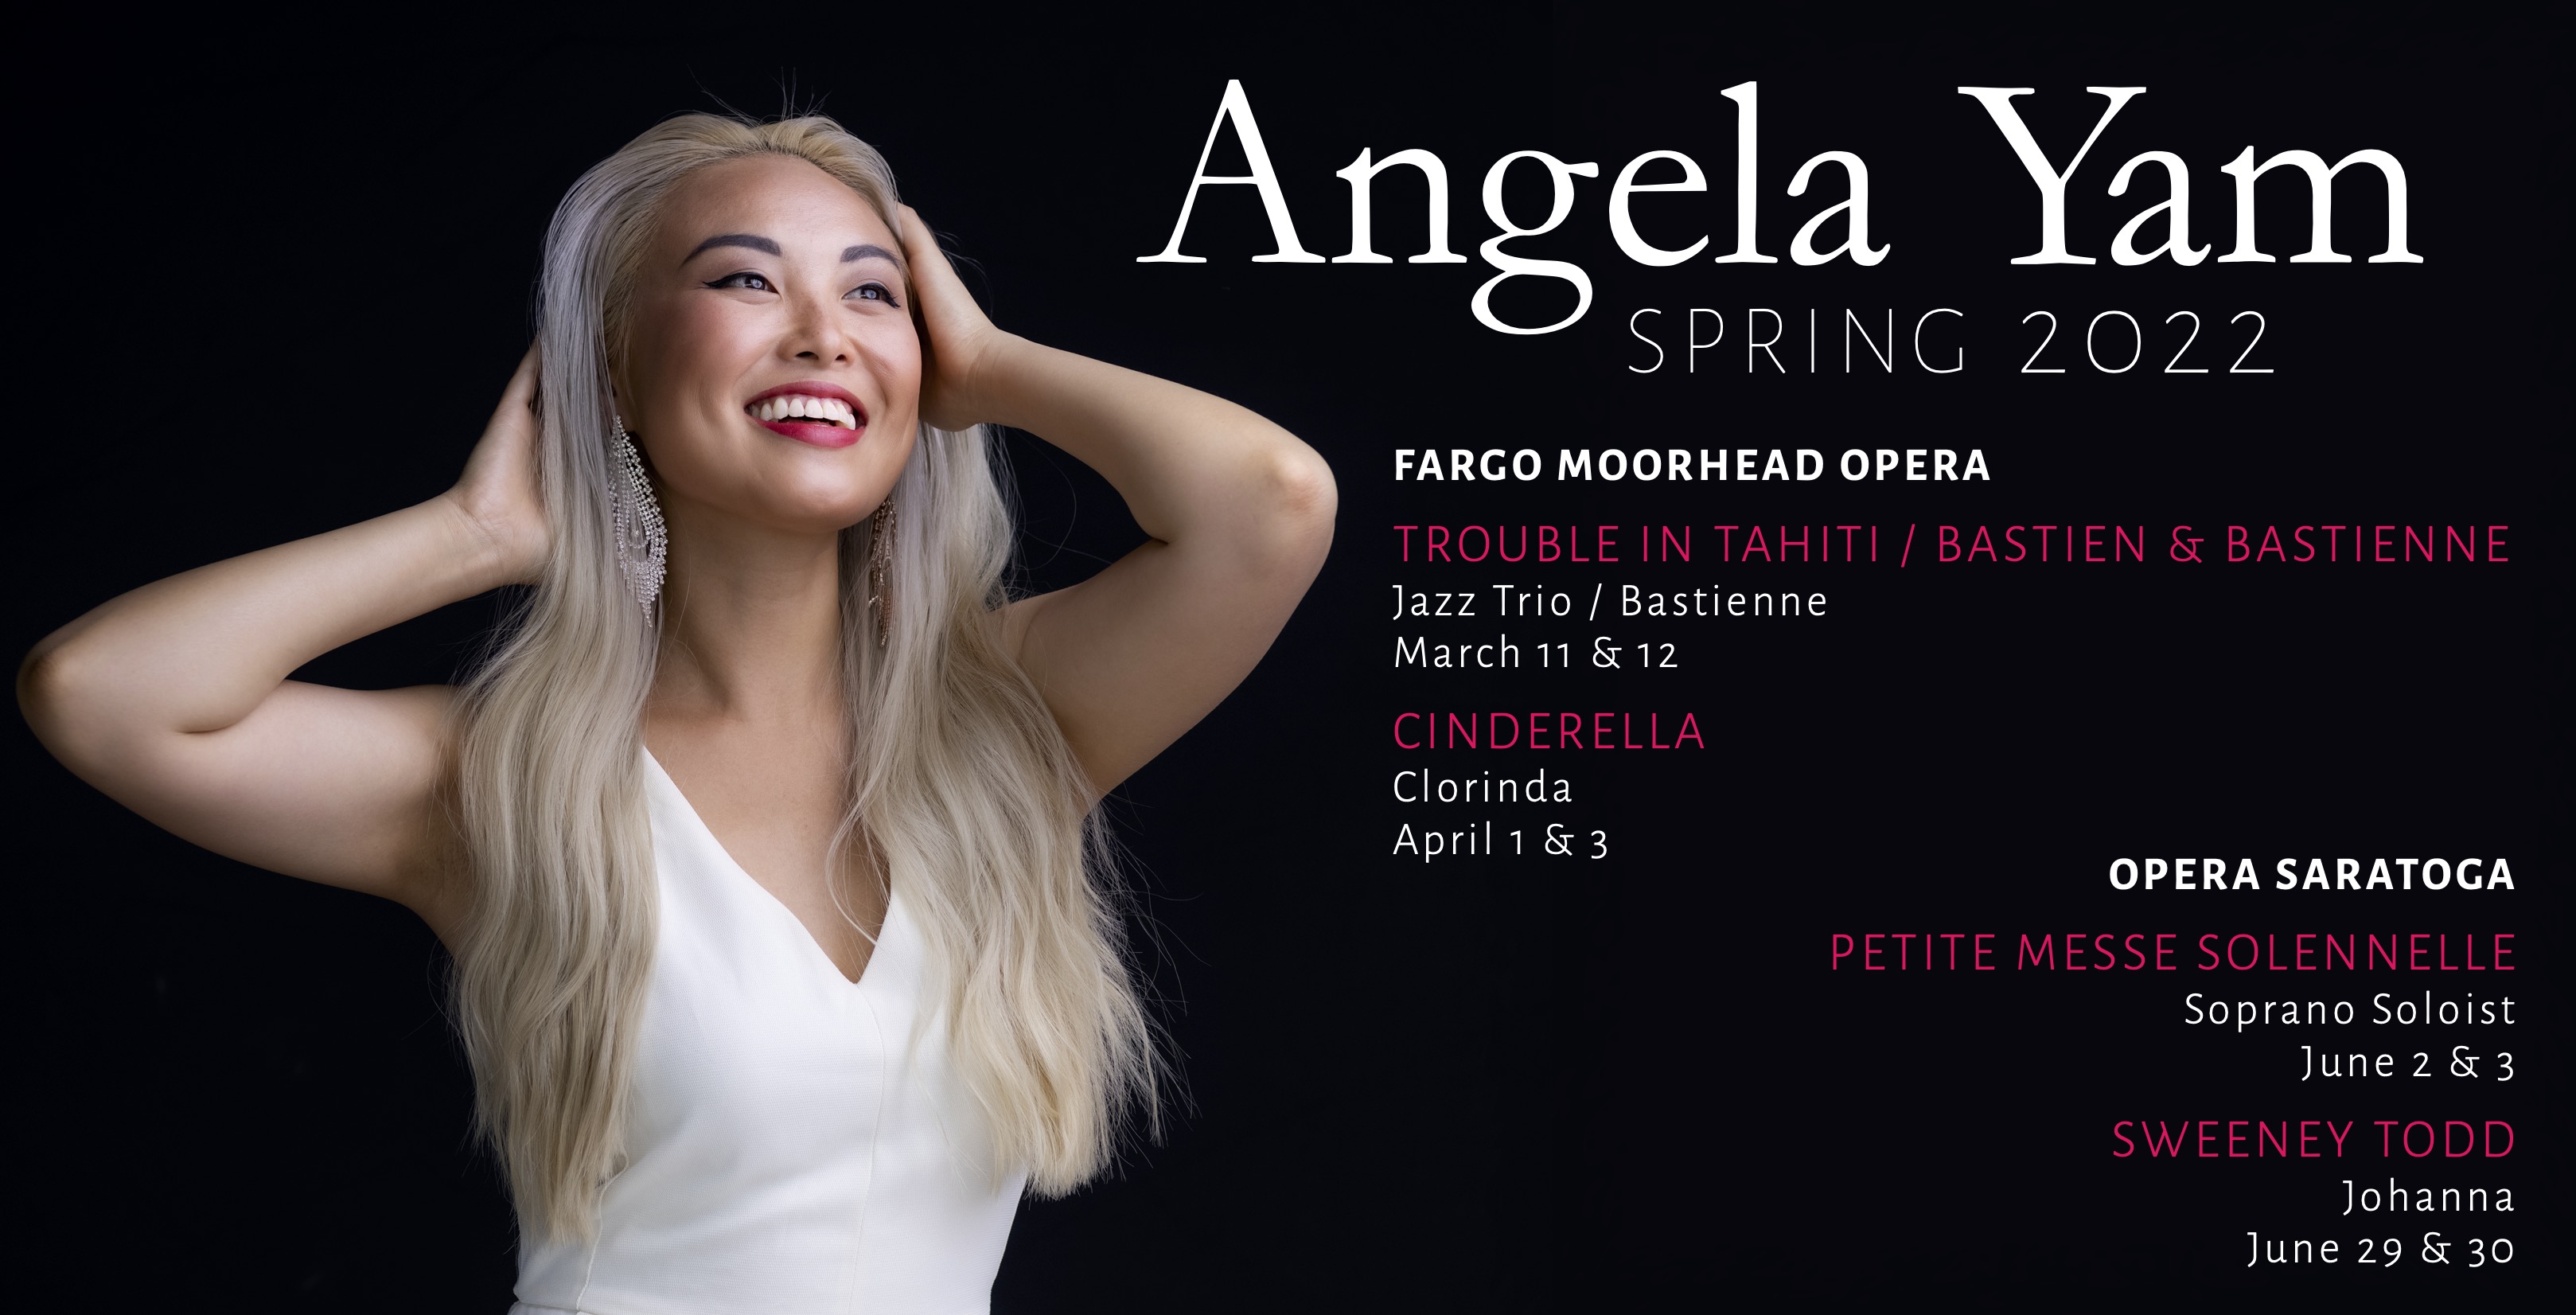 Angela Yam
SPRING 2022
FARGO MOORHEAD OPERA
TROUBLE IN TAHITI / BASTIEN & BASTIENNE
Jazz Trio / Bastienne
March 11 & 12
CINDERELLA
Clorinda
April 1 & 3
OPERA SARATOGA
PETITE MESSE SOLENNELLE
Soprano Soloist
June 2 & 3
SWEENEY TODD
Johanna
June 29 & 30